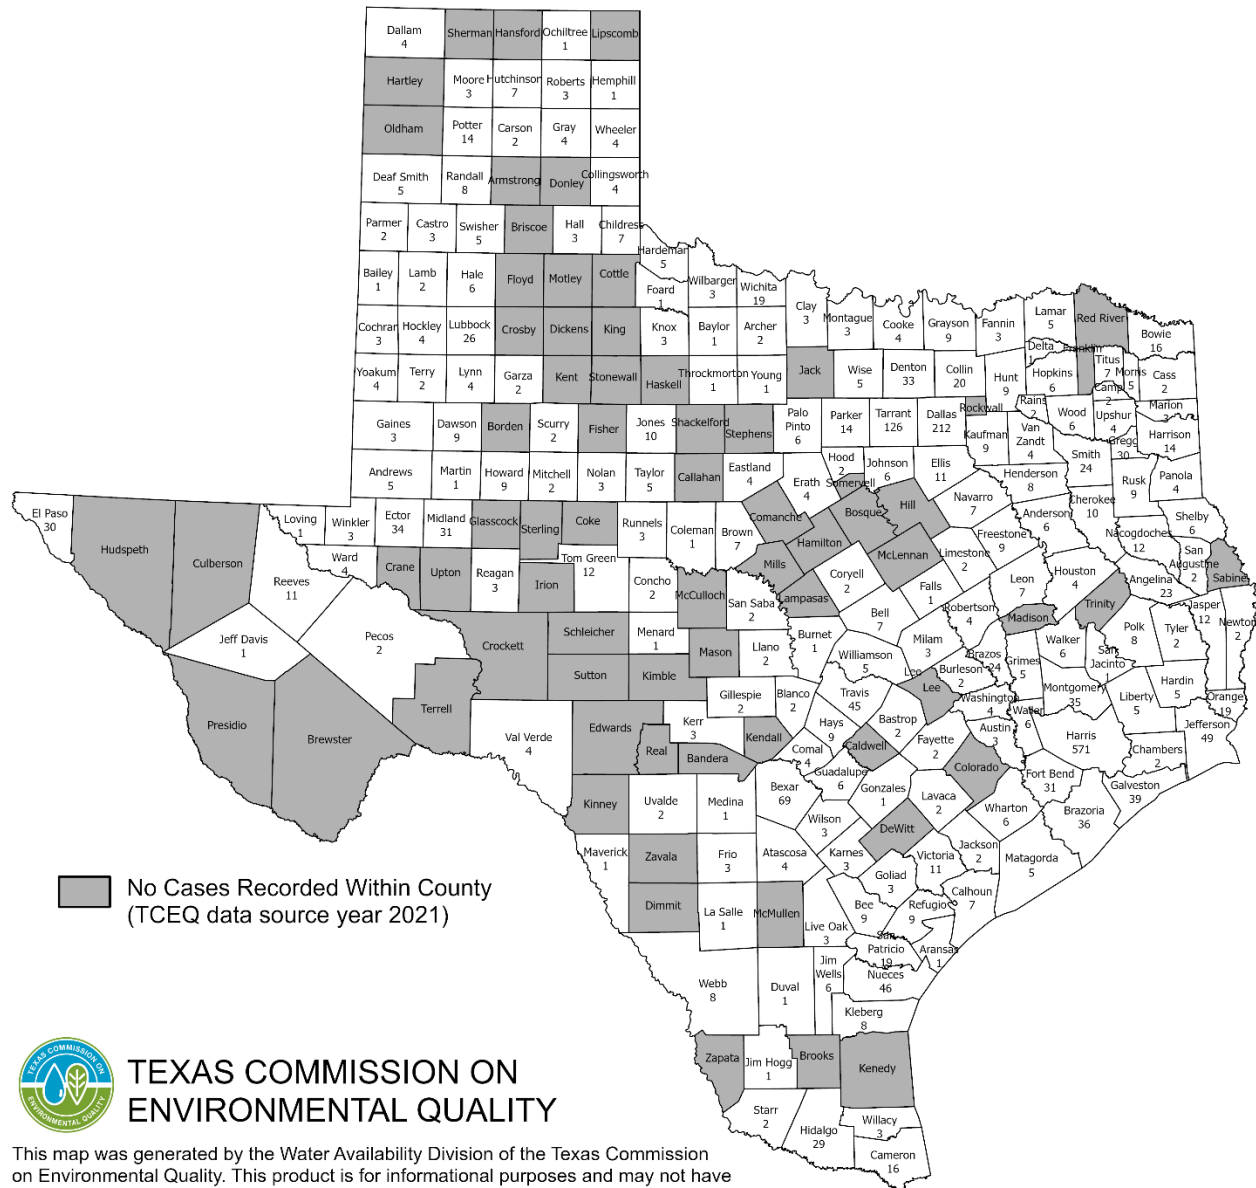 Dallam
4
Sherman
Hansford
Ochiltree
1
Lipscomb
Hartley
Moore
3
Hutchinson
7
Roberts
3
Hemphill
1
Oldham
Potter
14
Carson
2
Gray
4
Wheeler
4
Deaf Smith
5
Randall
8
Armstrong
Donley
Collingsworth
4
Parmer
2
Castro
3
Swisher
5
Briscoe
Hall
3
Childress
7
Hardeman
5
Bailey
1
Lamb
2
Hale
6
Floyd
Motley
Cottle
Foard
1
Wilbarger
3
Wichita
19
Clay
3
Montague
3
Cooke
4
Grayson
9
Fannin
3
Lamar
5
Red River
Bowie
16
Cochran
3
Hockley
4
Lubbock
26
Crosby
Dickens
King
Knox
3
Baylor
1
Archer
2
Delta
1
Franklin
Titus
7
Morris
5
Cass
2
Yoakum
4
Terry
2
Lynn
4
Garza
2
Kent
Stonewall
Haskell
Throckmorton
1
Young
1
Jack
Wise
5
Denton
33
Collin
20
Hunt
9
Hopkins
6
Camp
2
Rains
2
Wood
6
Upshur
4
Marion
3
Gaines
3
Dawson
9
Borden
Scurry
2
Fisher
Jones
10
Shackelford
Stephens
Palo
Pinto
6
Parker
14
Tarrant
126
Dallas
212
Rockwall
Kaufman
9
Van
Zandt
4
Smith
24
Gregg
30
Harrison
14
Andrews
5
Martin
1
Howard
9
Mitchell
2
Nolan
3
Taylor
5
Callahan
Eastland
4
Erath
4
Hood
2
Somervell
Johnson
6
Ellis
11
Henderson
8
Rusk
9
Panola
4
El Paso
30
Hudspeth
Culberson
Loving
1
Winkler
3
Ector
34
Midland
31
Glasscock
Sterling
Coke
Runnels
3
Coleman
1
Brown
7
Comanche
Bosque
Hill
Navarro
7
Anderson
6
Cherokee
10
Nacogdoches
12
Shelby
6
Reeves
11
Ward
4
Crane
Upton
Reagan
3
Irion
Tom Green
12
Concho
2
McCulloch
San Saba
2
Mills
Hamilton
Lampasas
Coryell
2
McLennan
Limestone
2
Freestone
9
Leon
7
Houston
4
Angelina
23
San
Augustine
2
Sabine
Jeff Davis
1
Pecos
2
Crockett
Schleicher
Menard
1
Mason
Llano
2
Burnet
1
Bell
7
Falls
1
Robertson
4
Madison
Trinity
Polk
8
Tyler
2
Jasper
12
Newton
2
Presidio
Brewster
Terrell
Sutton
Kimble
Gillespie
2
Blanco
2
Williamson
5
Milam
3
Brazos
24
Grimes
5
Walker
6
San
Jacinto
1
Hardin
5
Orange
19
Val Verde
4
Edwards
Real
Kerr
3
Bandera
Kendall
Hays
9
Travis
45
Bastrop
2
Lee
Lee
Burleson
2
Washington
4
Waller
6
Montgomery
35
Liberty
5
Jefferson
49
Comal
4
Guadalupe
6
Caldwell
Fayette
2
Austin
3
Colorado
Harris
571
Chambers
2
Kinney
Uvalde
2
Medina
1
Bexar
69
Gonzales
1
Lavaca
2
Wharton
6
Fort Bend
31
Brazoria
36
Galveston
39
Maverick
1
Zavala
Frio
3
Atascosa
4
Wilson
3
Karnes
3
DeWitt
Victoria
11
Jackson
2
Matagorda
5
Dimmit
La Salle
1
McMullen
Live Oak
3
Bee
9
Goliad
3
Refugio
9
Calhoun
7
San
Patricio
19
Aransas
1
Webb
8
Duval
1
Jim
Wells
6
Nueces
46
Kleberg
8
Zapata
Jim Hogg
1
Brooks
Kenedy
Starr
2
Hidalgo
29
Willacy
3
Cameron
16
No Cases Recorded Within County
(TCEQ data source year 2021)
TEXAS COMMISSION ON
ENVIRONMENTAL QUALITY
TEXAS COMMISSION ON
ENVIRONMENTAL QUALITY
This map was generated by the Water Availability Division of the Texas Commission
on Environmental Quality. This product is for informational purposes and may not have